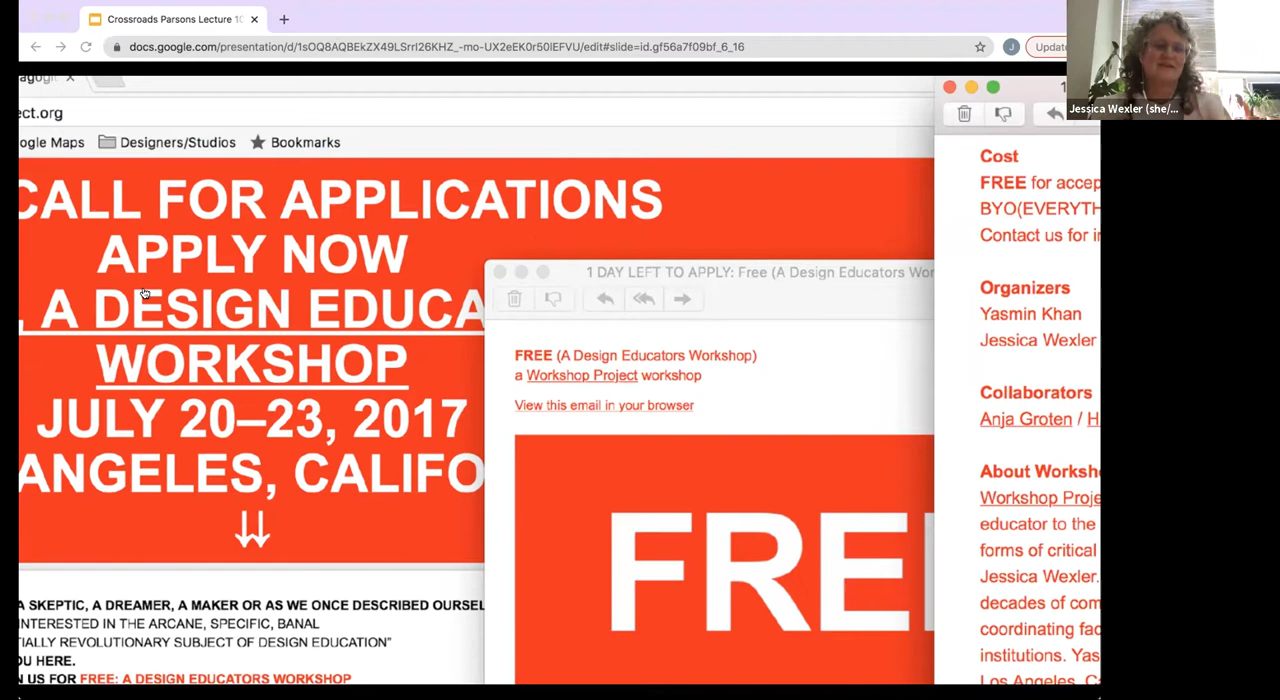 Crossroads Parsons Lecture 10
docs.google.com/presentation/d/1sOQ8AQBEkZX49LSrrI26KHZ_-mo-UX2eEK0r50lEFVU/edit#slide=id.gf56a7f09bf_6_16
J
Update
Jessica Wexler (she/...
agogi
ect.org
ogle Maps
Designers/Studios
Bookmarks
CALL FOR APPLICATIONS
APPLY NOW
, A DESIGN EDUCA
WORKSHOP
JULY 20–23, 2017
ANGELES, CALIFO
⇊
A SKEPTIC, A DREAMER, A MAKER OR AS WE ONCE DESCRIBED OURSEL
INTERESTED IN THE ARCANE, SPECIFIC, BANAL
TIALLY REVOLUTIONARY SUBJECT OF DESIGN EDUCATION”
OU HERE.
N US FOR FREE: A DESIGN EDUCATORS WORKSHOP
1 DAY LEFT TO APPLY: Free (A Design Educators Wor
FREE (A Design Educators Workshop)
a Workshop Project workshop
View this email in your browser
FREE
Cost
FREE for accep
BYO(EVERYTH
Contact us for i
Organizers
Yasmin Khan
Jessica Wexler
Collaborators
Anja Groten / H
About Worksh
Workshop Proje
educator to the
forms of critical
Jessica Wexler.
decades of com
coordinating fac
institutions. Yas
Los Angeles, Ca